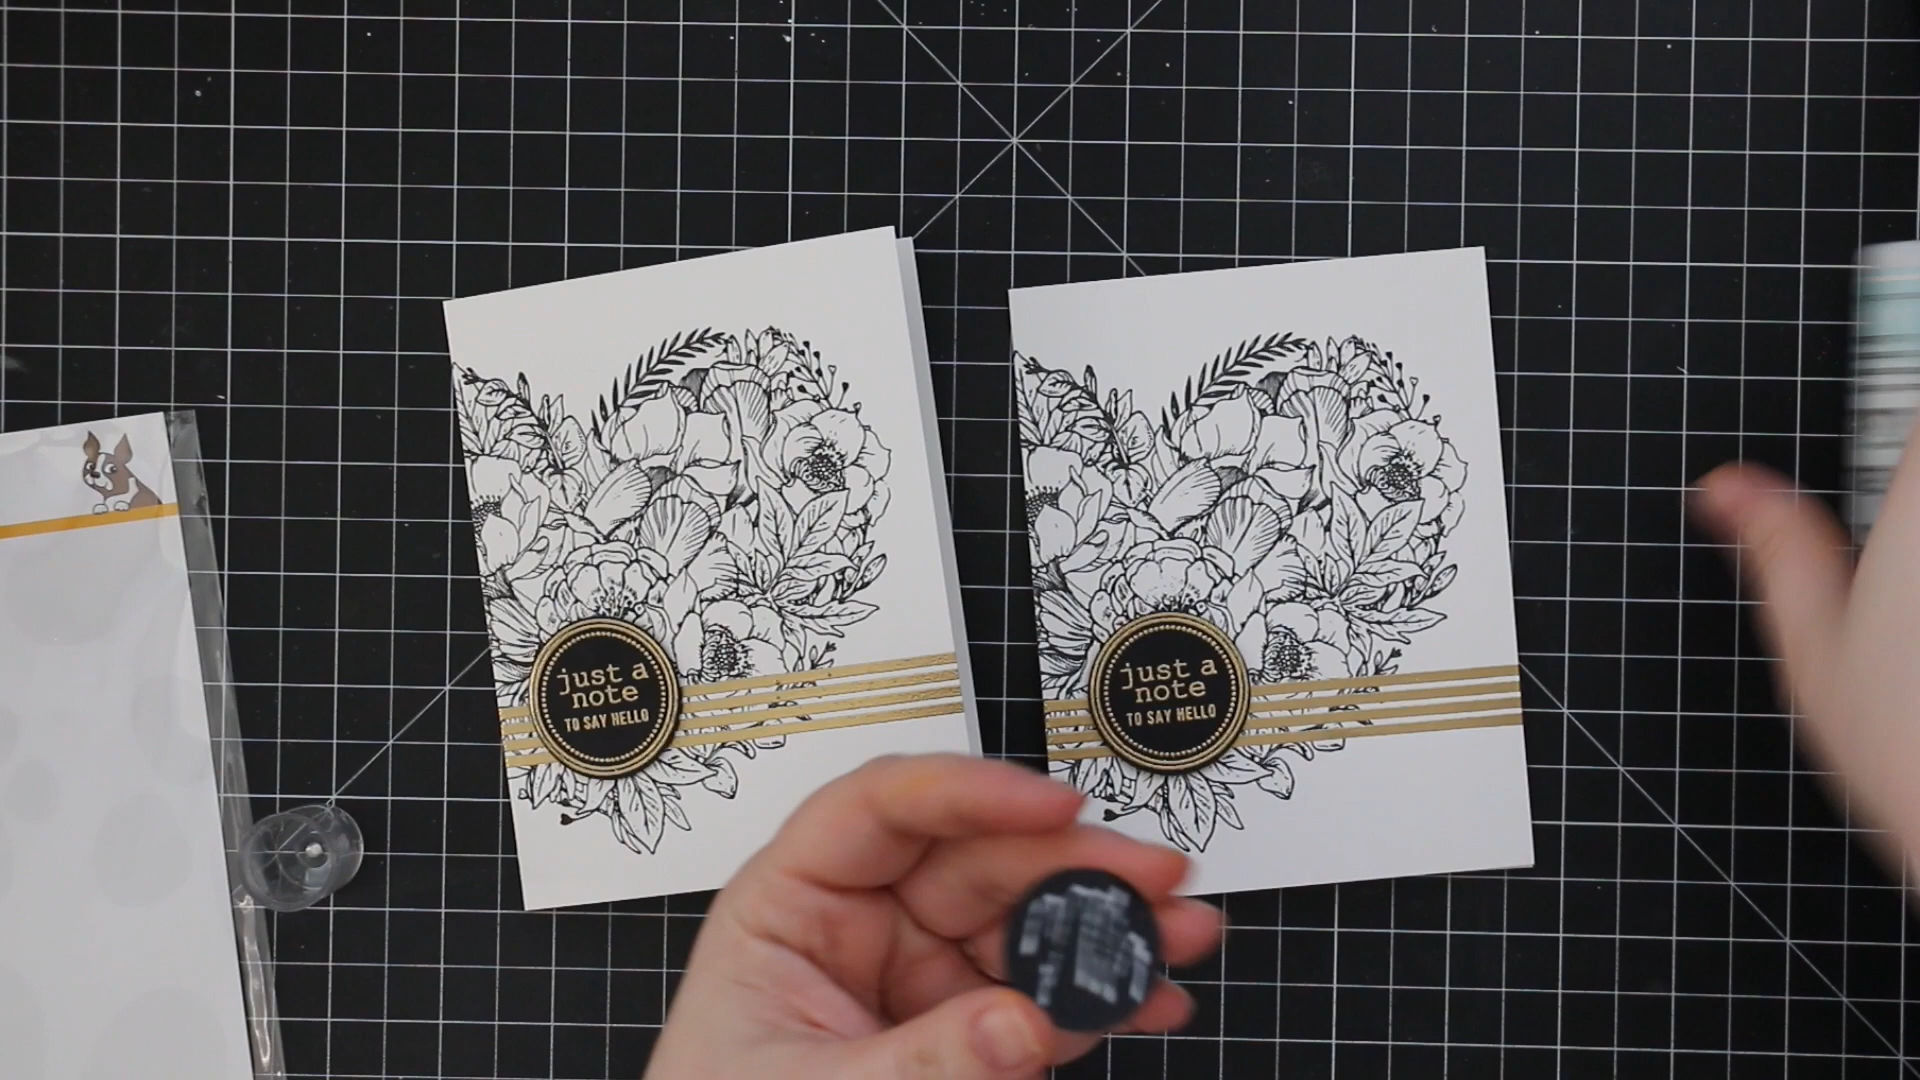 just a
note
TO SAY HELLO
just a
note
TO SAY HELLO